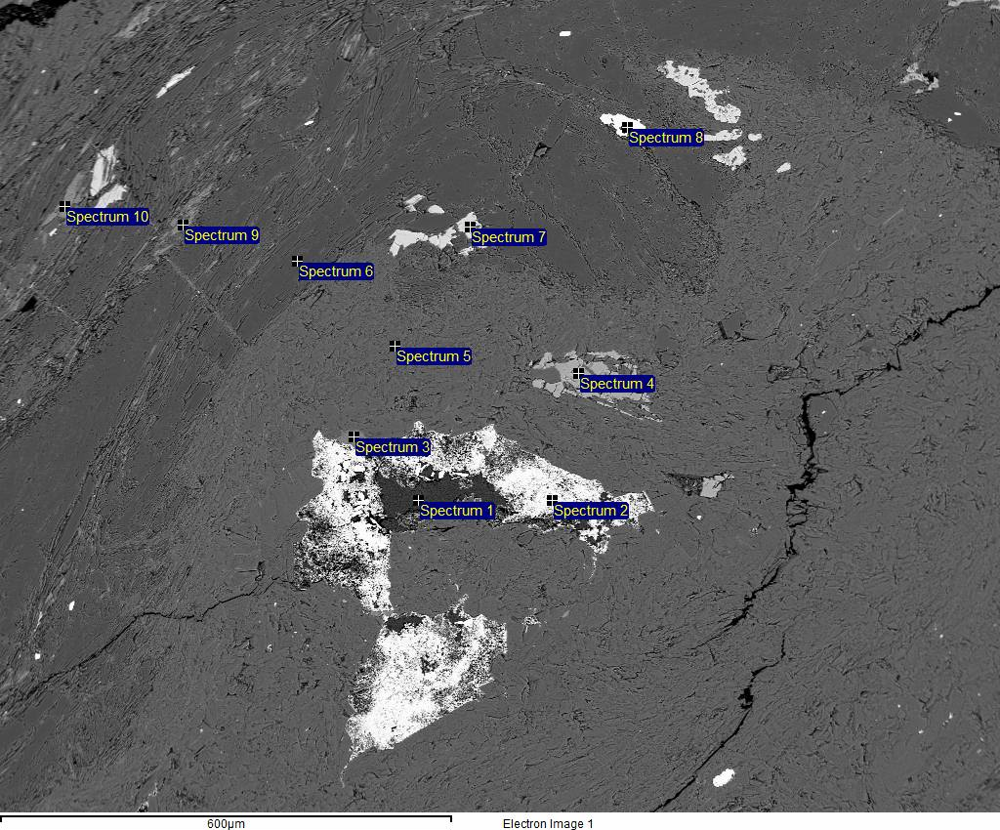 Spectrum 8
Spectrum 10
Spectrum 9
Spectrum 7
Spectrum 6
Spectrum 5
Spectrum 4
Spectrum 3
Spectrum 1
Spectrum 2
600µm
Electron Image 1